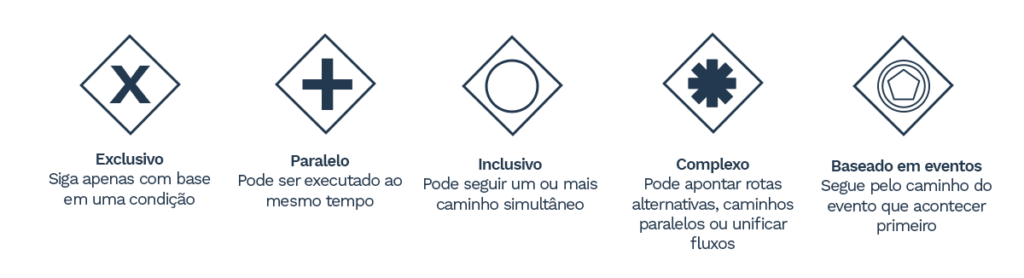 X
Exclusivo
Siga apenas com base
em uma condição
Paralelo
Pode ser executado ao
mesmo tempo
Inclusivo
Pode seguir um ou mais
caminho simultâneo
Complexo
Pode apontar rotas
alternativas, caminhos
paralelos ou unificar
fluxos
Baseado em eventos
Segue pelo caminho do
evento que acontecer
primeiro